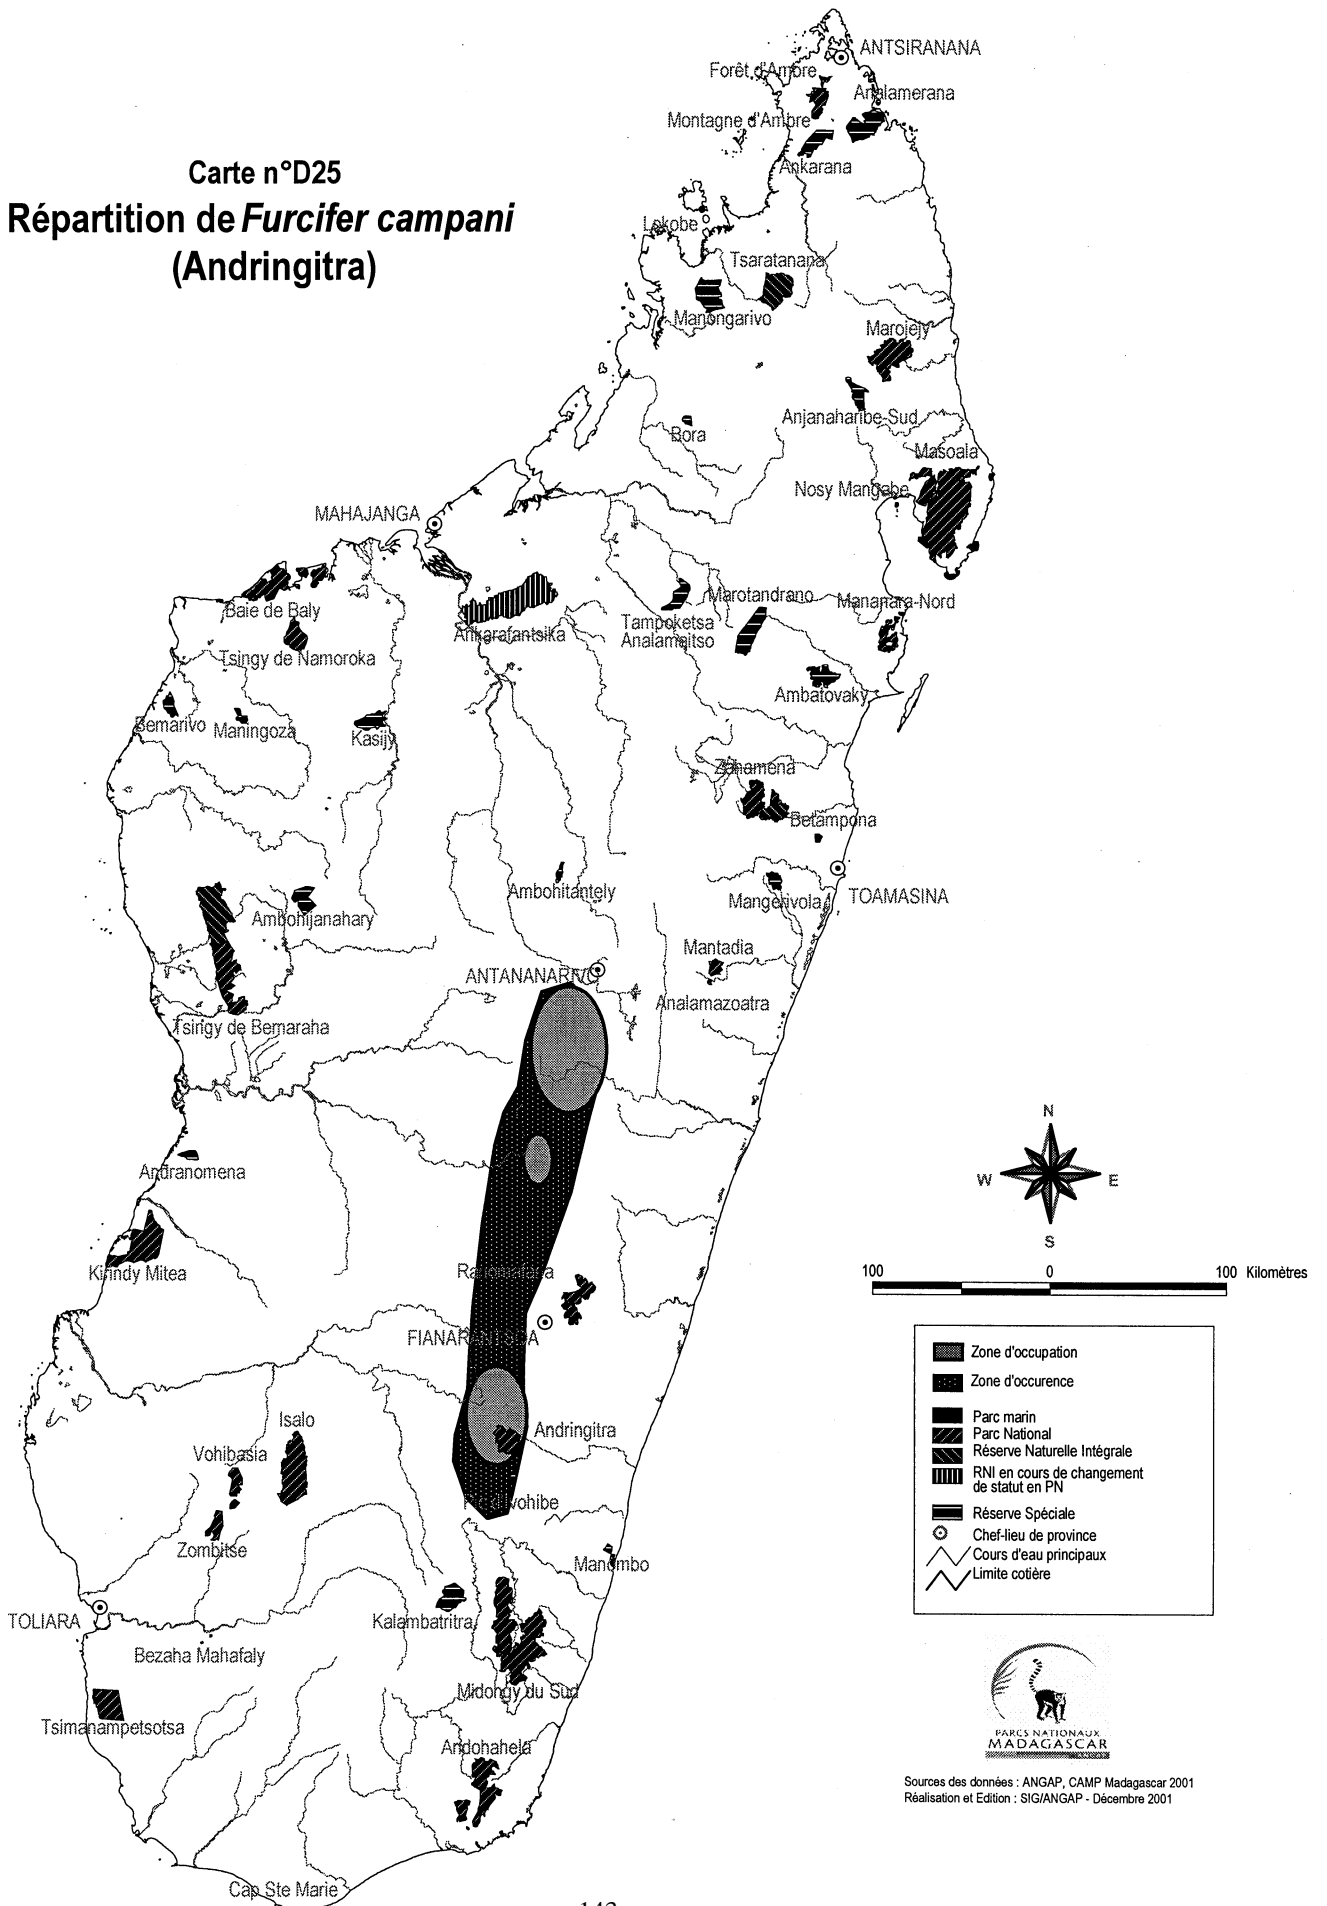 Carte n°D25
Répartition de Furcifer campani
(Andringitra)
ANTSIRANANA
Forêt d'Ambre
Analamerana
Montagne d'Ambre
Ankarana
Lokobe
Tsaratanana
Manongarivo
Marojejy
Anjanaharibe-Sud
Bora
Masoala
Nosy Mangabe
MAHAJANGA
Baie de Baly
Ankarafantsika
Tampoketsa
Analamaitso
Marotandrano
Mananara-Nord
Tsingy de Namoroka
Ambatovaky
Bemarivo
Maningoza
Kasijy
Zahamena
Betampona
Ambohitantely
Mangerivola
TOAMASINA
Ambohijanahary
Mantadia
ANTANANARIVO
Analamazoatra
Tsingy de Bemaraha
Andranomena
N
W
E
S
Kirindy Mitea
100
0
100 Kilomètres
Zone d'occupation
Zone d'occurence
Parc marin
Parc National
Réserve Naturelle Intégrale
RNI en cours de changement
de statut en PN
Réserve Spéciale
Chef-lieu de province
Cours d'eau principaux
Limite cotière
Isalo
Andringitra
Vohibasia
Zombitse
Manombo
TOLIARA
Kalambatritra
Bezaha Mahafaly
Midongy du Sud
Tsimanampetsotsa
Andohahela
PARCS NATIONAUX
MADAGASCAR
Sources des données : ANGAP, CAMP Madagascar 2001
Réalisation et Edition : SIG/ANGAP - Décembre 2001
Cap Ste Marie